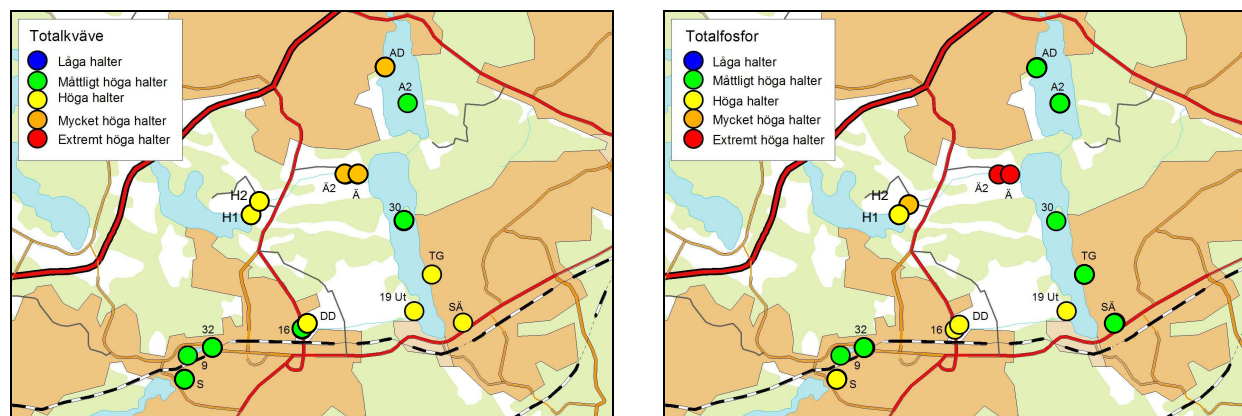 Totalkväve
Låga halter
Måttligt höga halter
Höga halter
Mycket höga halter
Extremt höga halter
AD
A2
Ä2
Ä
H2
H1
30
TG
19 Ut
SÄ
DD
16
32
9
S
Totalfosfor
Låga halter
Måttligt höga halter
Höga halter
Mycket höga halter
Extremt höga halter
AD
A2
Ä2
Ä
H2
H1
30
TG
19 Ut
SÄ
DD
16
32
9
S